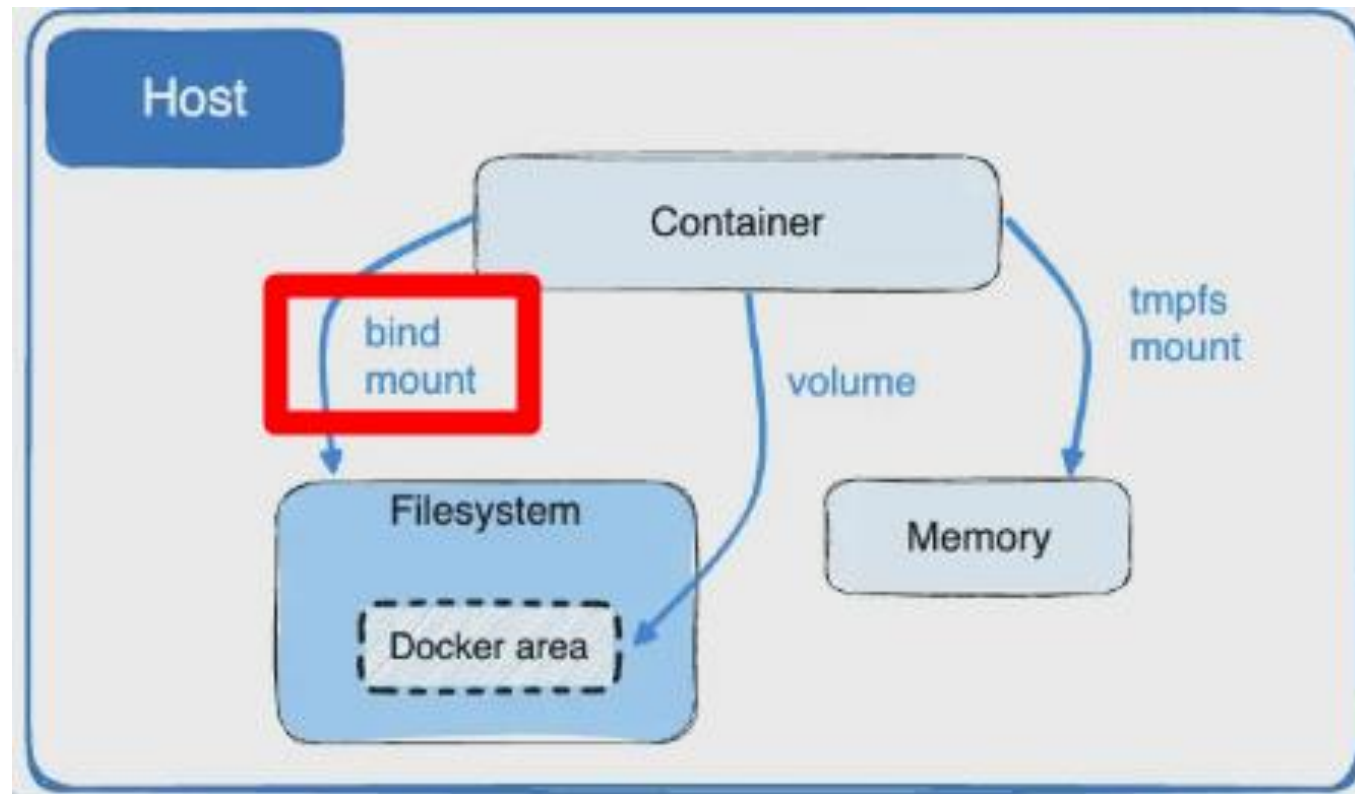 Host
Container
bind
mount
volume
tmpfs
mount
Filesystem
Memory
Docker area